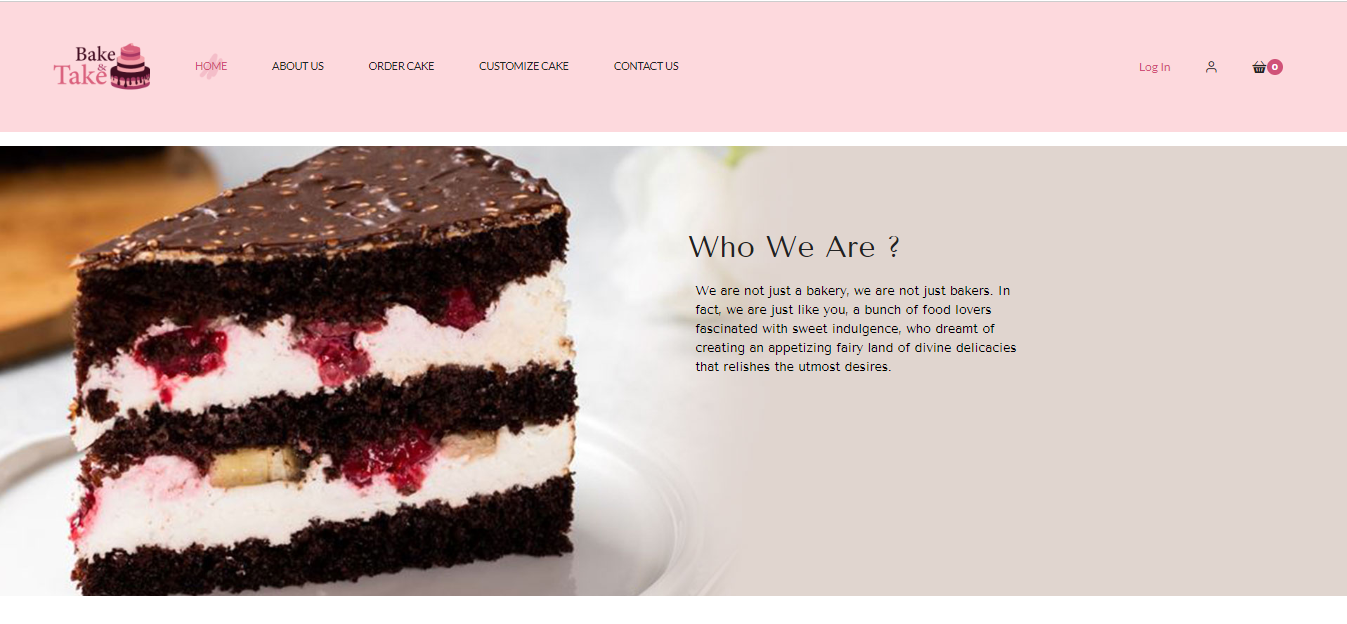 Bake
& 
Take
HOME
ABOUT US
ORDER CAKE
CUSTOMIZE CAKE
CONTACT US
Log In
0
Who We Are ?
We are not just a bakery, we are not just bakers. In
fact, we are just like you, a bunch of food lovers
fascinated with sweet indulgence, who dreamt of
creating an appetizing fairy land of divine delicacies
that relishes the utmost desires.